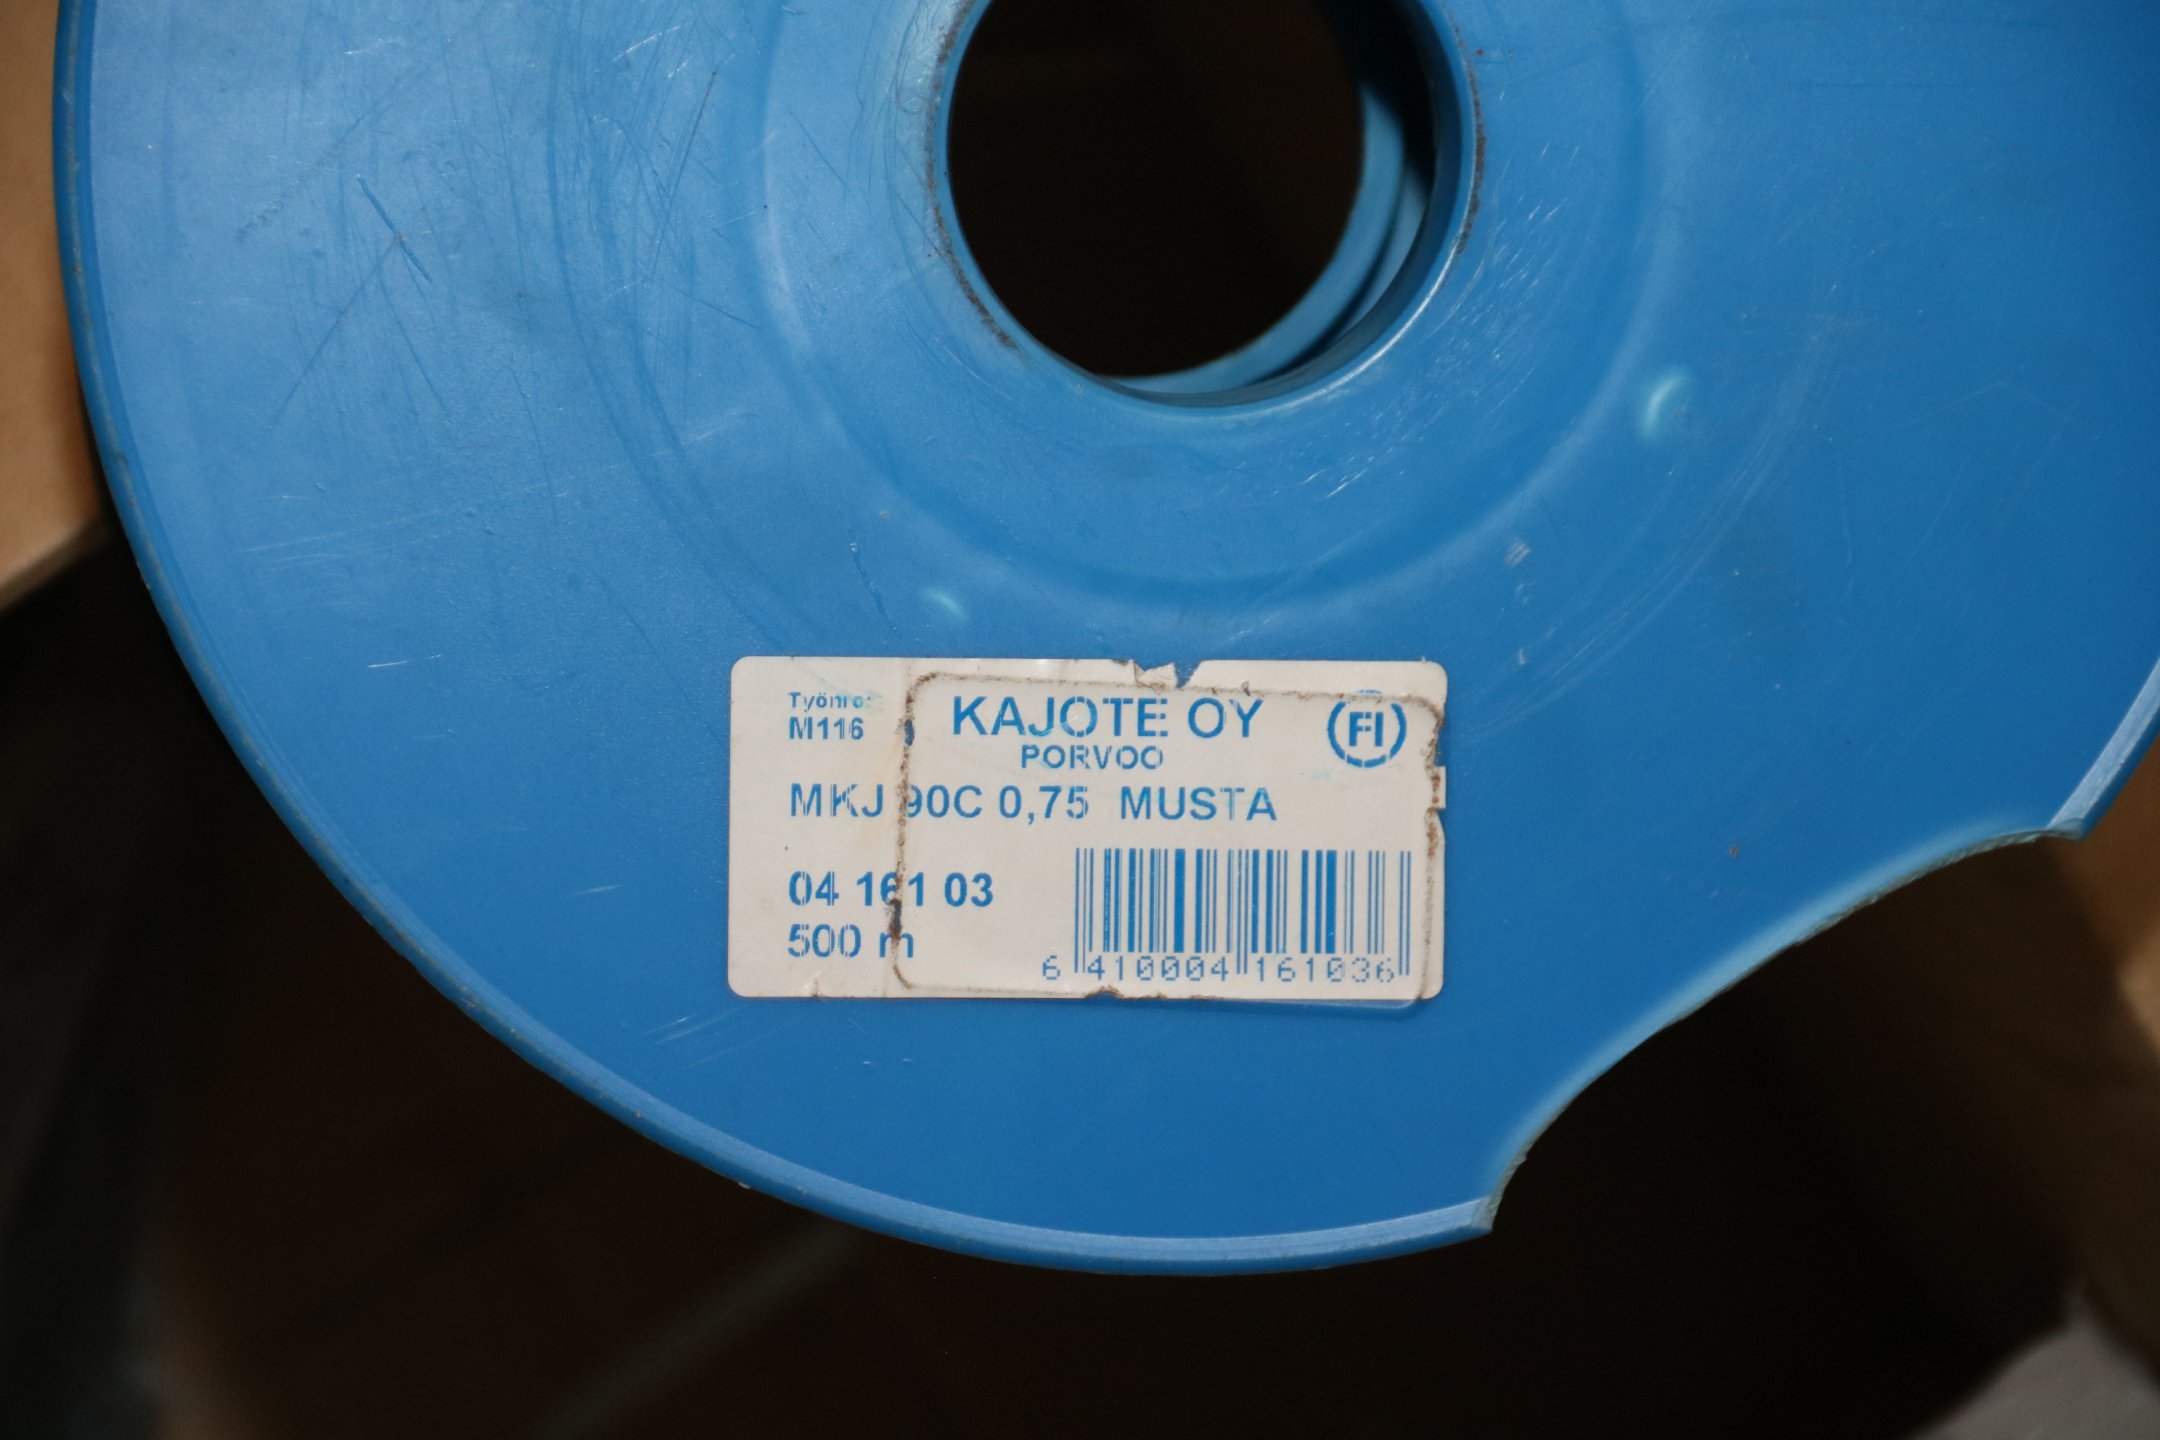 Työnro:
M116
KAJOTE OY
PORVOO
FI
MKJ 90C 0,75 MUSTA
04 161 03
500 m
6 410004 161036